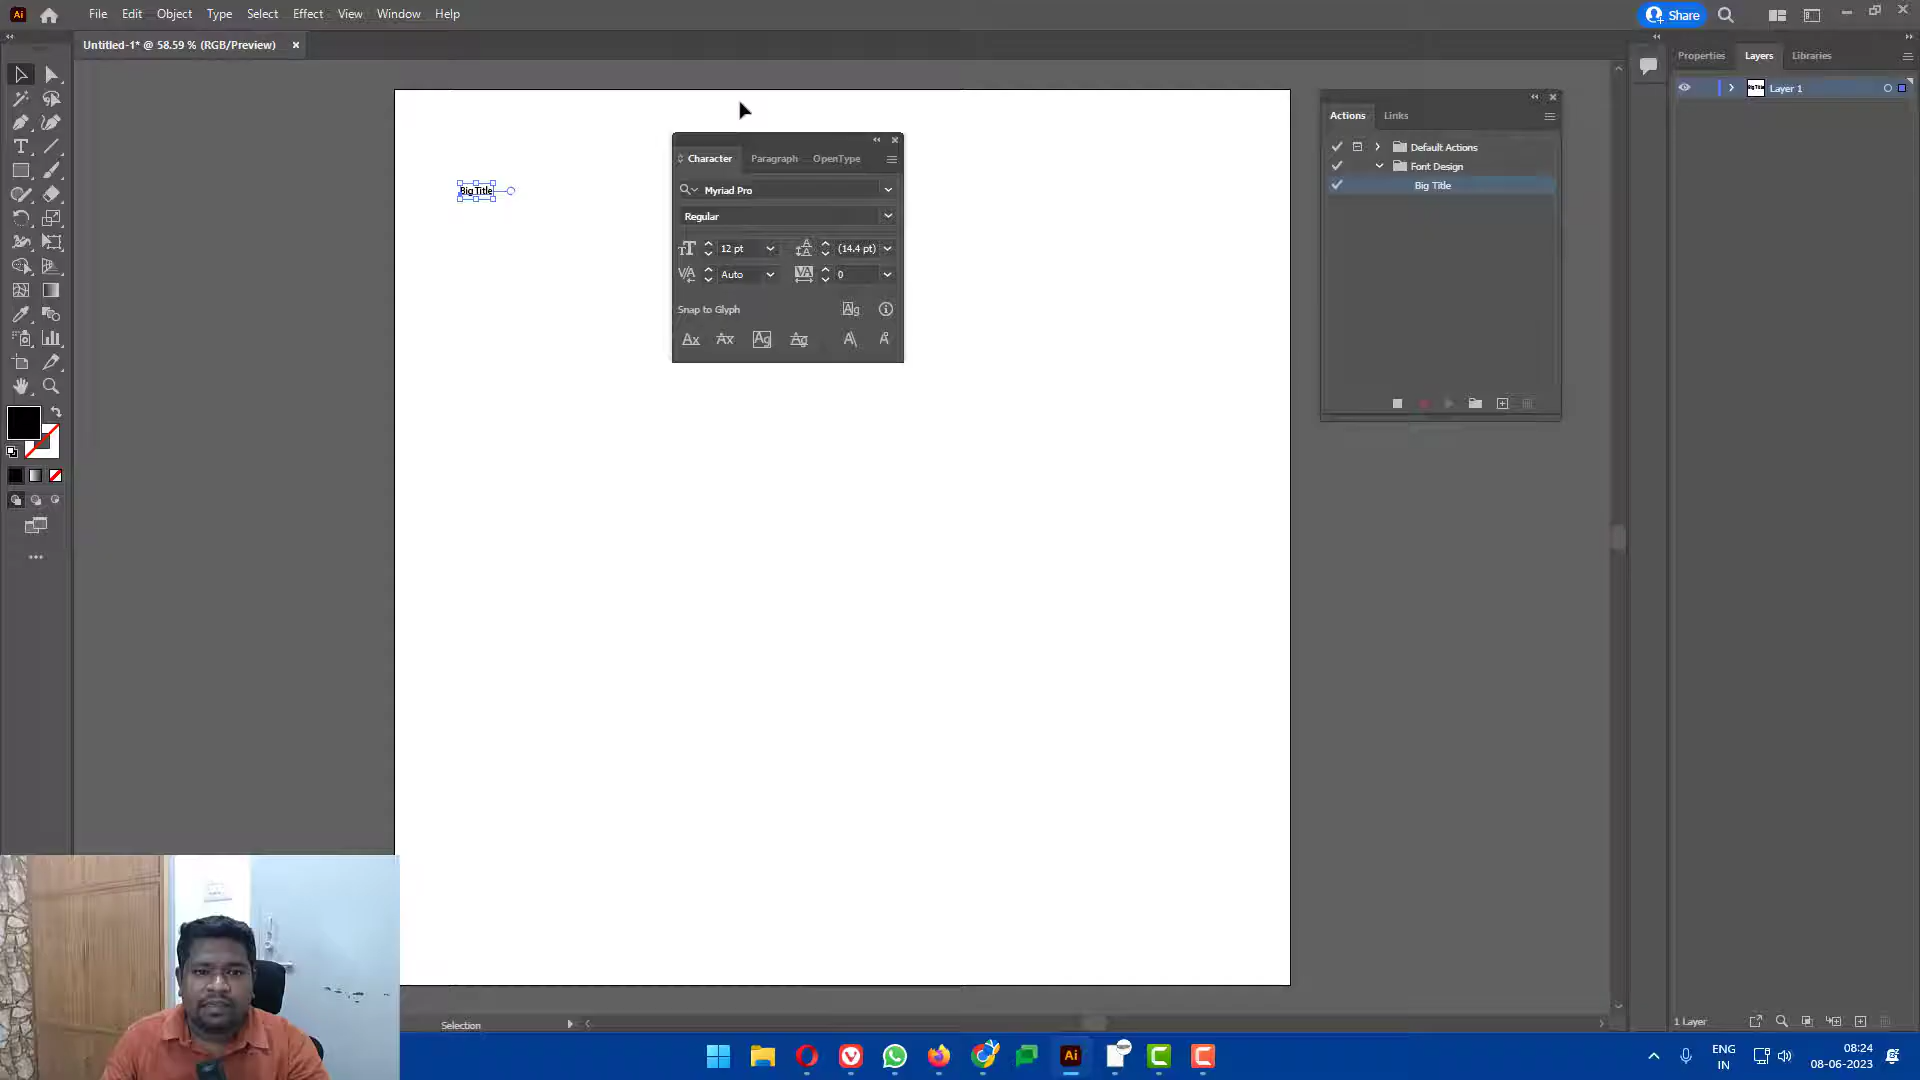 Ai
File Edit Object Type Select Effect View Window Help
Share
Untitled-1* @ 58.59 % (RGB/Preview) ×
Properties Layers Libraries
Layer 1
Actions Links
Default Actions
Font Design
Big Title
Character Paragraph OpenType
Myriad Pro
Regular
12 pt (14.4 pt)
Auto 0
Snap to Glyph
Big Title
Selection
1 Layer
Ai
ENG
IN
08:24
08-06-2023